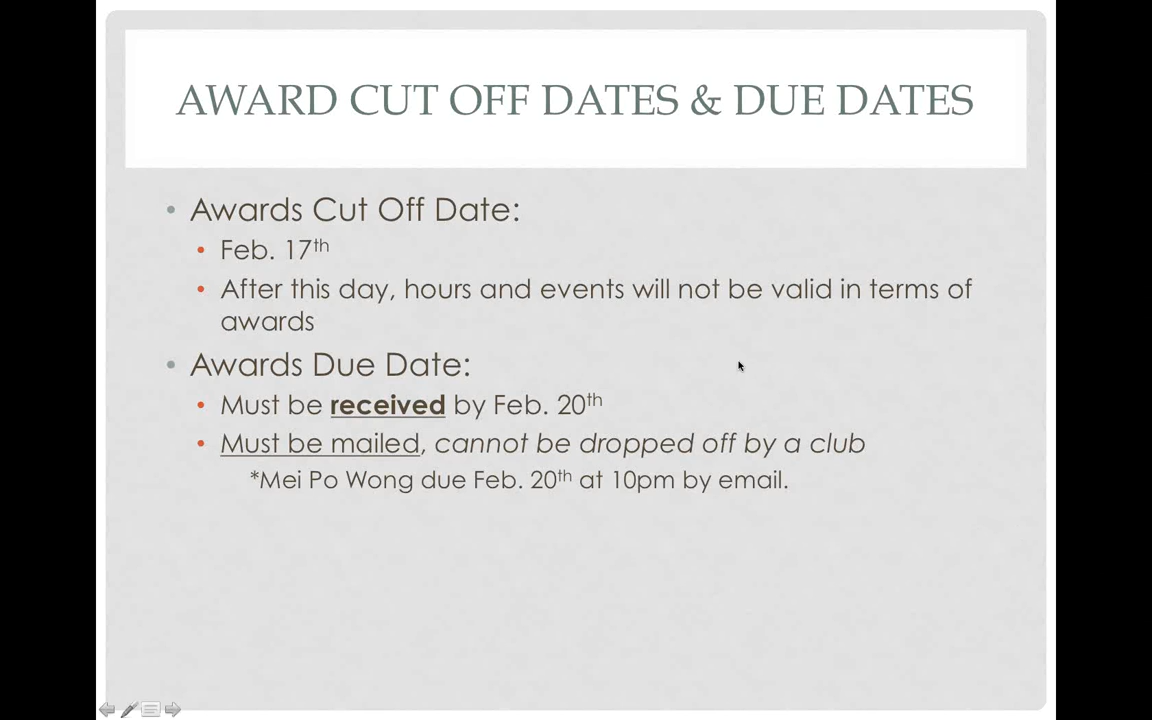 AWARD CUT OFF DATES & DUE DATES
• Awards Cut Off Date:
• Feb. 17th
• After this day, hours and events will not be valid in terms of
awards
• Awards Due Date:
• Must be received by Feb. 20th
• Must be mailed, cannot be dropped off by a club
*Mei Po Wong due Feb. 20th at 10pm by email.